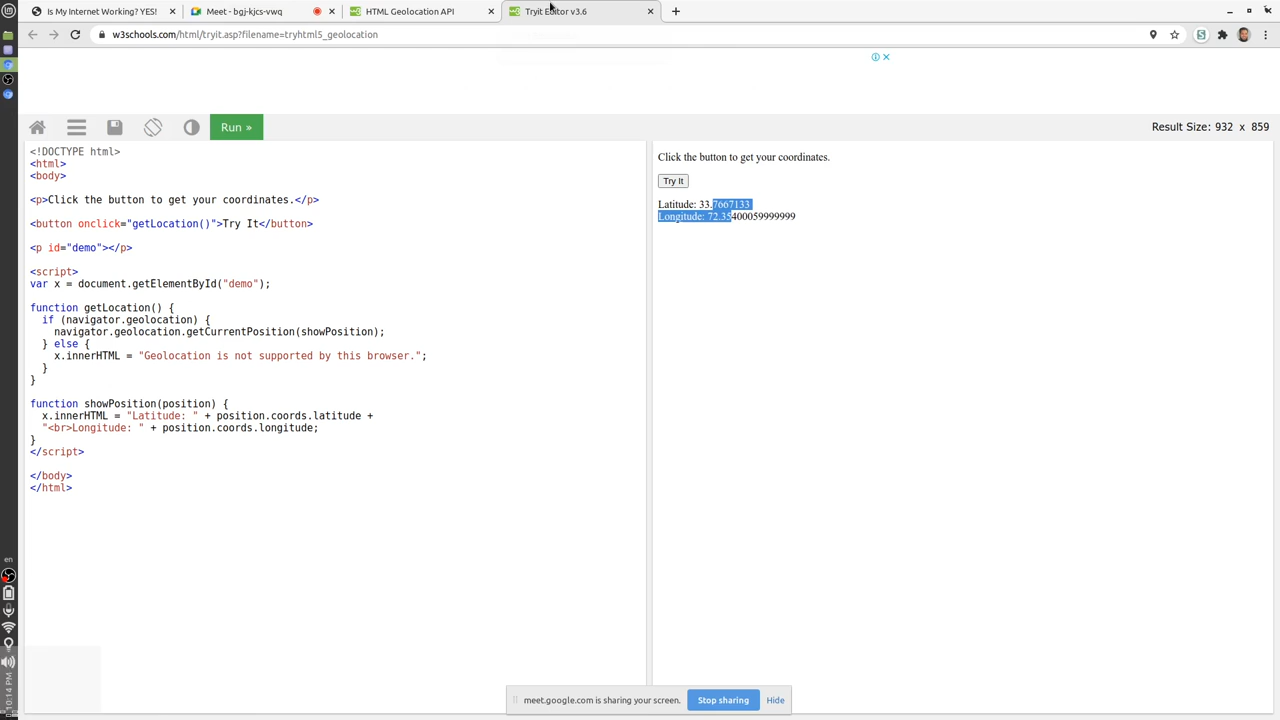 Is My Internet Working? YES!
Meet - bgj-kjcs-vwq
HTML Geolocation API
Tryit Editor v3.6
w3schools.com/html/tryit.asp?filename=tryhtml5_geolocation
Run »
Result Size: 932 x 859
<!DOCTYPE html>
<html>
<body>
<p>Click the button to get your coordinates.</p>
<button onclick="getLocation()">Try It</button>
<p id="demo"></p>
<script>
var x = document.getElementById("demo");
function getLocation() {
  if (navigator.geolocation) {
    navigator.geolocation.getCurrentPosition(showPosition);
  } else {
    x.innerHTML = "Geolocation is not supported by this browser.";
  }
}
function showPosition(position) {
  x.innerHTML = "Latitude: " + position.coords.latitude +
  "<br>Longitude: " + position.coords.longitude;
}
</script>
</body>
</html>
Click the button to get your coordinates.
Try It
Latitude: 33.7667133
Longitude: 72.35400059999999
en
10:14 PM
meet.google.com is sharing your screen.
Stop sharing
Hide